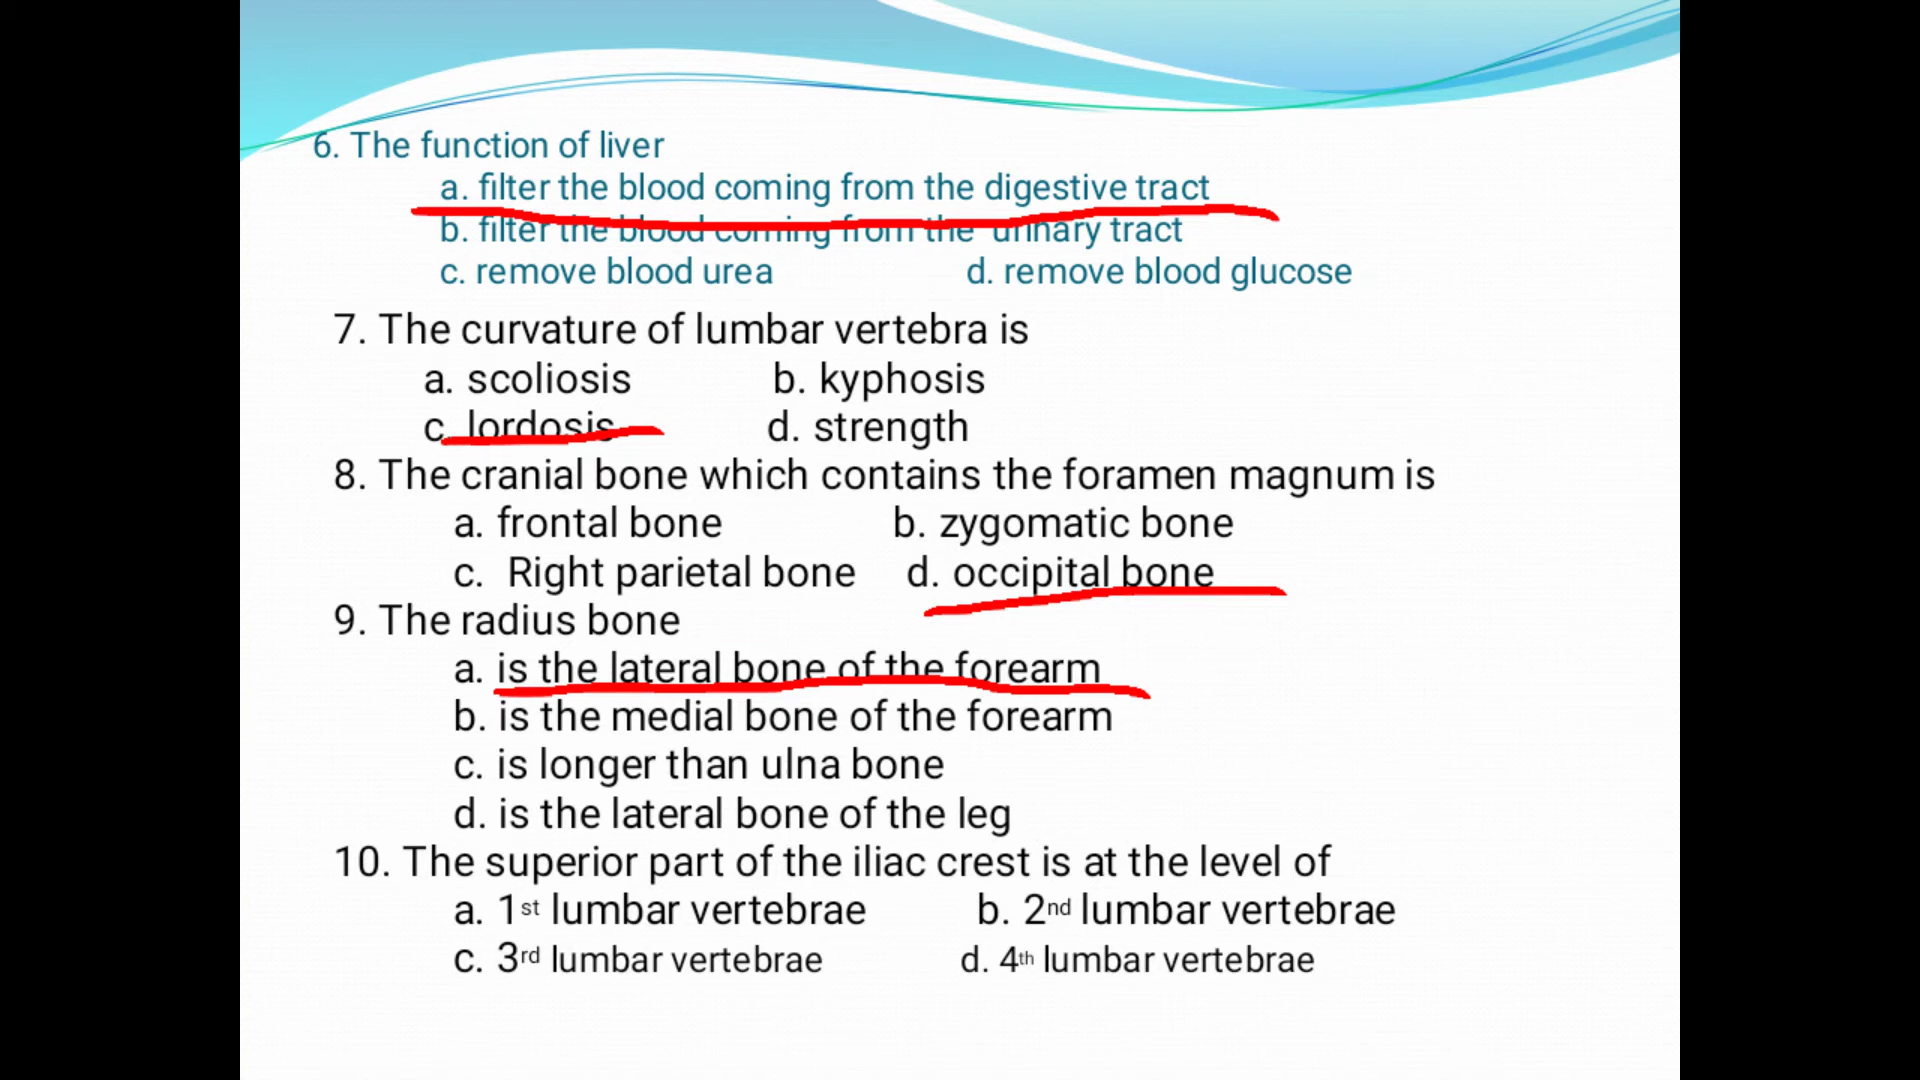 6. The function of liver
a. filter the blood coming from the digestive tract
b. filter the blood coming from the urinary tract
c. remove blood urea d. remove blood glucose
7. The curvature of lumbar vertebra is
a. scoliosis b. kyphosis
c. lordosis d. strength
8. The cranial bone which contains the foramen magnum is
a. frontal bone b. zygomatic bone
c. Right parietal bone d. occipital bone
9. The radius bone
a. is the lateral bone of the forearm
b. is the medial bone of the forearm
c. is longer than ulna bone
d. is the lateral bone of the leg
10. The superior part of the iliac crest is at the level of
a. 1st lumbar vertebrae b. 2nd lumbar vertebrae
c. 3rd lumbar vertebrae d. 4th lumbar vertebrae